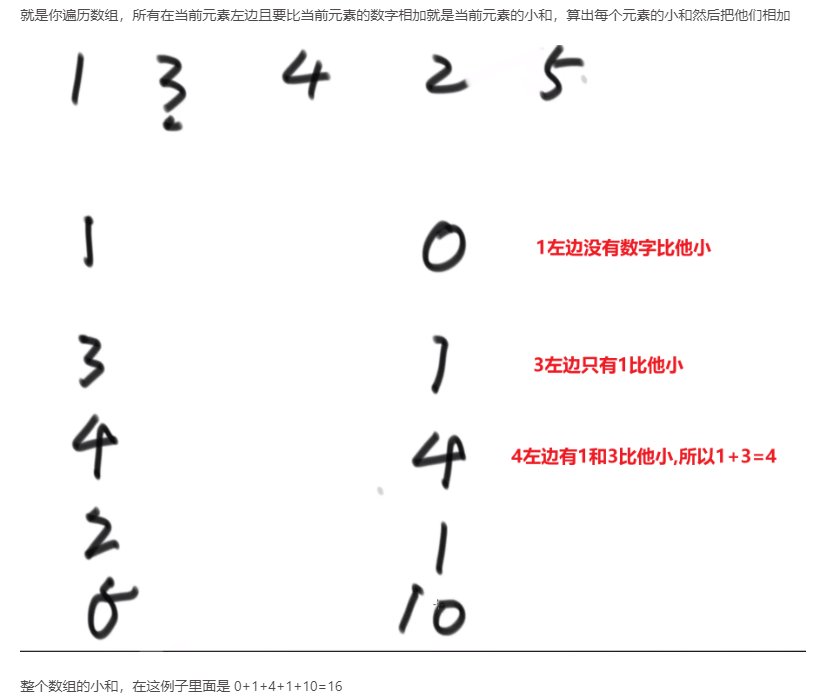 就是你遍历数组，所有在当前元素左边且要比当前元素的数字相加就是当前元素的小和，算出每个元素的小和然后把他们相加
1 3 4 2 5
1 0 1左边没有数字比他小
3 1 3左边只有1比他小
4 4 4左边有1和3比他小,所以1+3=4
2 1
5 10
整个数组的小和，在这例子里面是 0+1+4+1+10=16